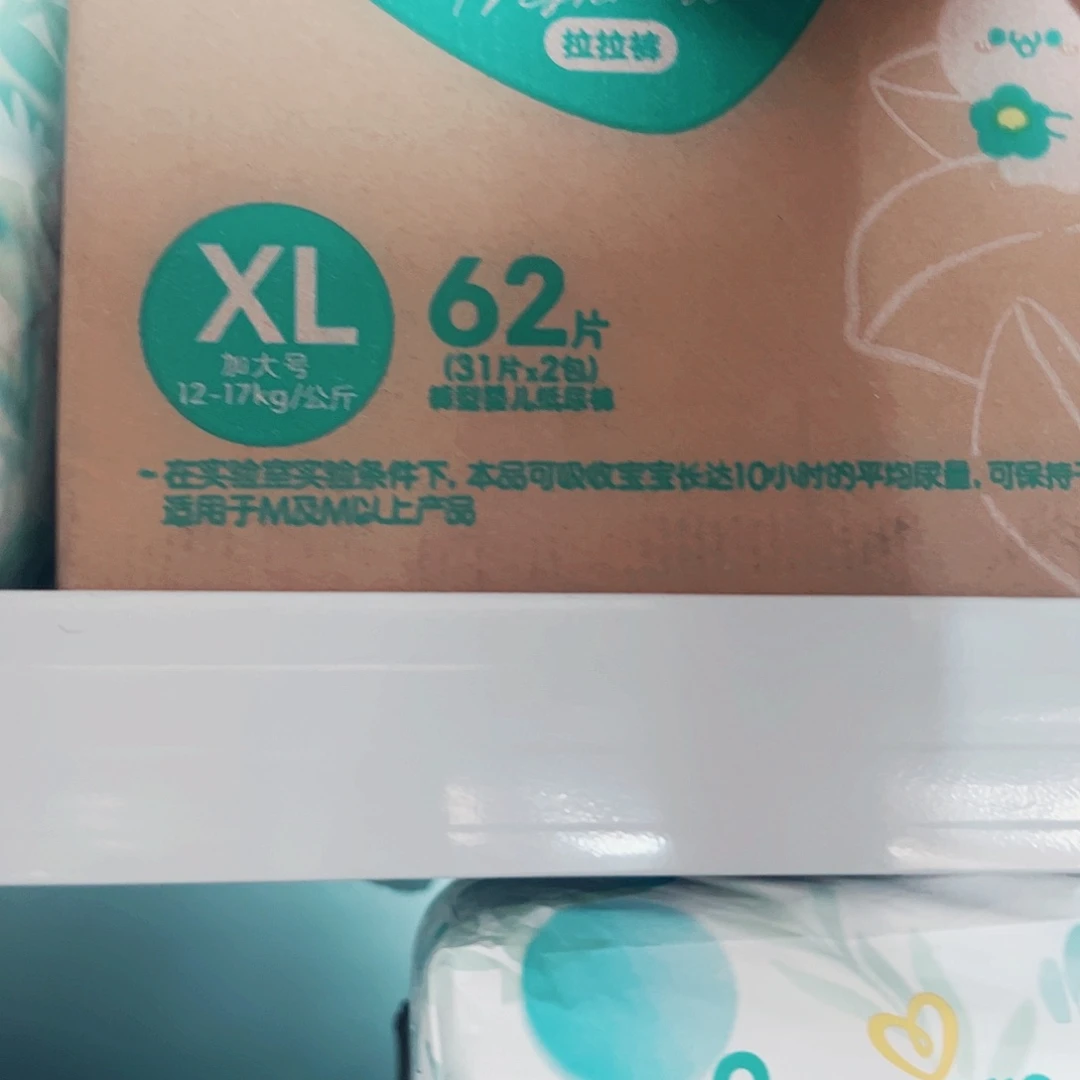 拉拉裤
XL
加大号
12-17kg/公斤
62片
(31片x2包)
裤型婴儿纸尿裤
- 在实验室实验条件下, 本品可吸收宝宝长达10小时的平均尿量, 可保持
适用于M及M以上产品